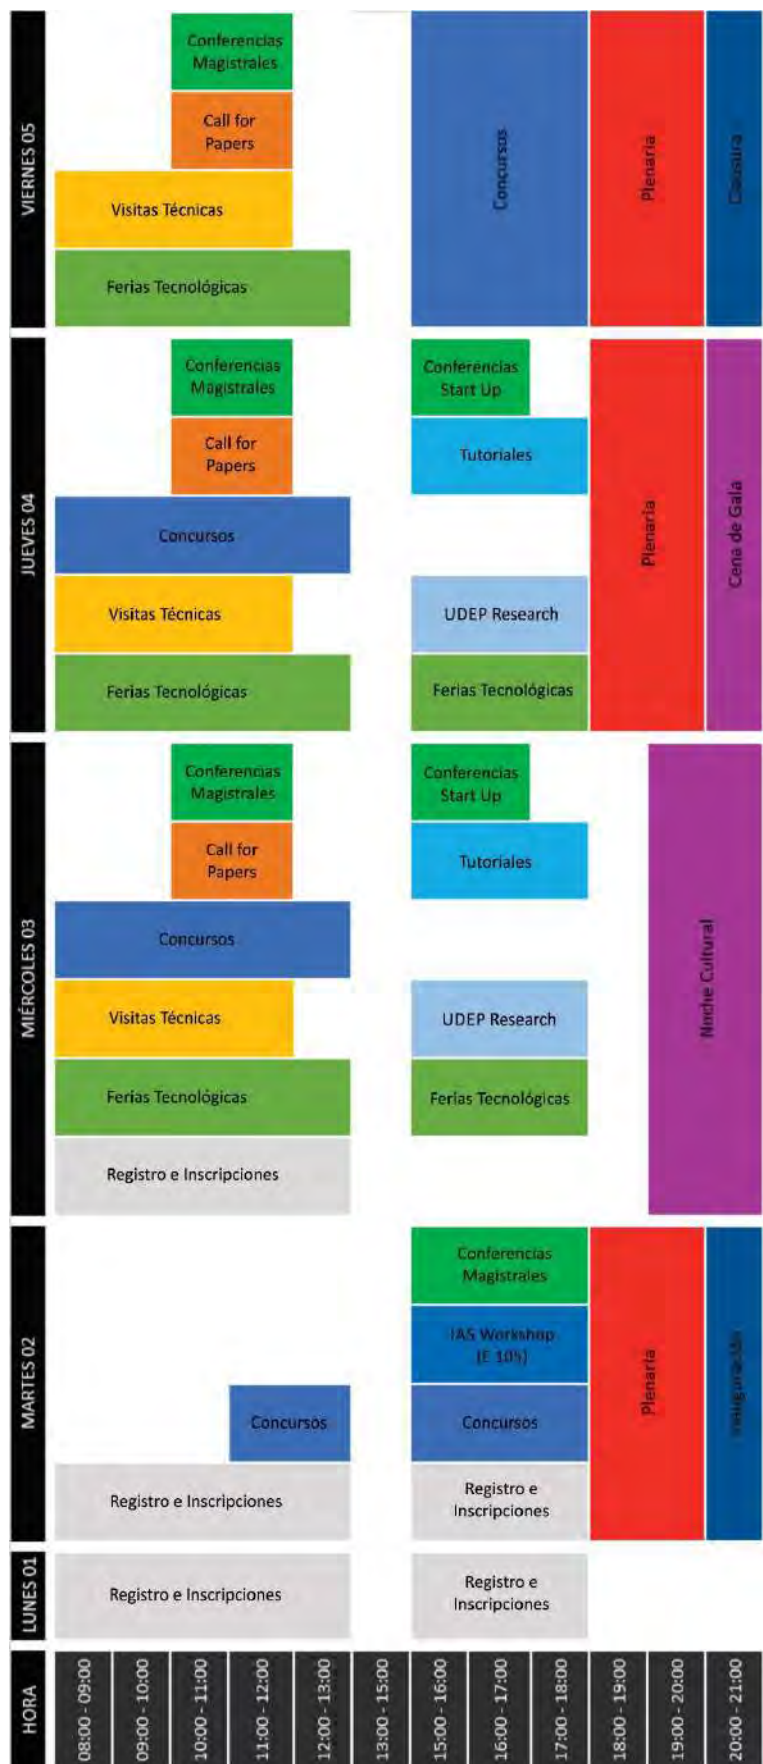 VIERNES 05
Conferencias
Magistrales
Call for
Papers
Visitas Técnicas
Ferias Tecnológicas
Concursos
Plenaria
Clausura
JUEVES 04
Conferencias
Magistrales
Call for
Papers
Concursos
Visitas Técnicas
Ferias Tecnológicas
Conferencias
Start Up
Tutoriales
UDEP Research
Ferias Tecnológicas
Plenaria
Cena de Gala
MIÉRCOLES 03
Conferencias
Magistrales
Call for
Papers
Concursos
Visitas Técnicas
Ferias Tecnológicas
Registro e Inscripciones
Conferencias
Start Up
Tutoriales
UDEP Research
Ferias Tecnológicas
Noche Cultural
MARTES 02
Concursos
Registro e Inscripciones
Conferencias
Magistrales
IAS Workshop
(E 105)
Concursos
Registro e
Inscripciones
Plenaria
Inauguración
LUNES 01
Registro e Inscripciones
Registro e
Inscripciones
HORA
08:00 - 09:00
09:00 - 10:00
10:00 - 11:00
11:00 - 12:00
12:00 - 13:00
13:00 - 15:00
15:00 - 16:00
16:00 - 17:00
17:00 - 18:00
18:00 - 19:00
19:00 - 20:00
20:00 - 21:00